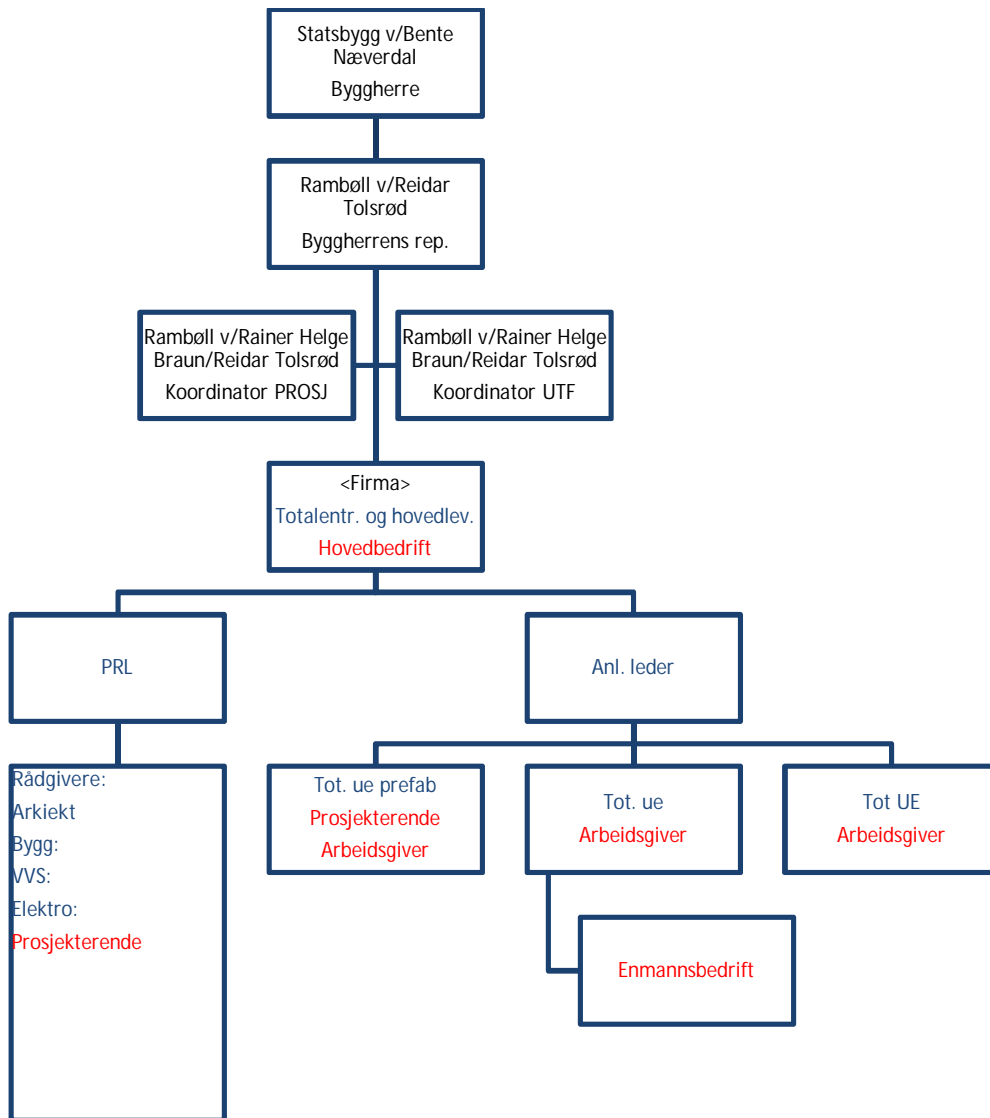 Statsbygg v/Bente
Næverdal
Byggherre
Rambøll v/Reidar
Tolsrød
Byggherrens rep.
Rambøll v/Rainer Helge
Braun/Reidar Tolsrød
Koordinator PROSJ
Rambøll v/Rainer Helge
Braun/Reidar Tolsrød
Koordinator UTF
<Firma>
Totalentr. og hovedlev.
Hovedbedrift
PRL
Anl. leder
Rådgivere:
Arkiekt
Bygg:
VVS:
Elektro:
Prosjekterende
Tot. ue prefab
Prosjekterende
Arbeidsgiver
Tot. ue
Arbeidsgiver
Tot UE
Arbeidsgiver
Enmannsbedrift